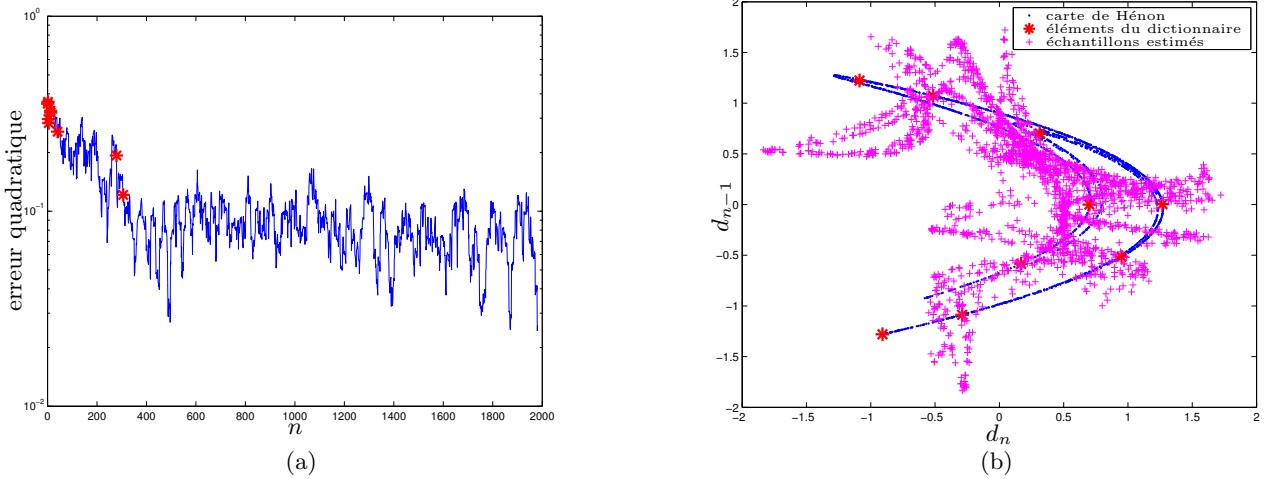 10^0
10^{-1}
10^{-2}
erreur quadratique
0 200 400 600 800 1000 1200 1400 1600 1800 2000
n
(a)
carte de Hénon
éléments du dictionnaire
échantillons estimés
2
1.5
1
0.5
0
−0.5
−1
−1.5
−2
d_{n−1}
−2 −1.5 −1 −0.5 0 0.5 1 1.5 2
d_n
(b)